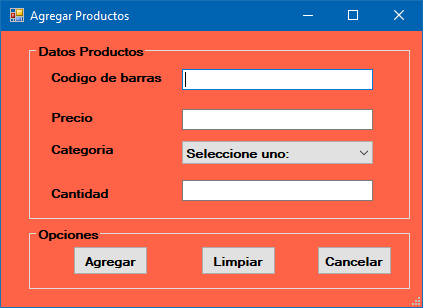 Agregar Productos
Datos Productos
Codigo de barras
Precio
Categoria
Seleccione uno:
Cantidad
Opciones
Agregar Limpiar Cancelar